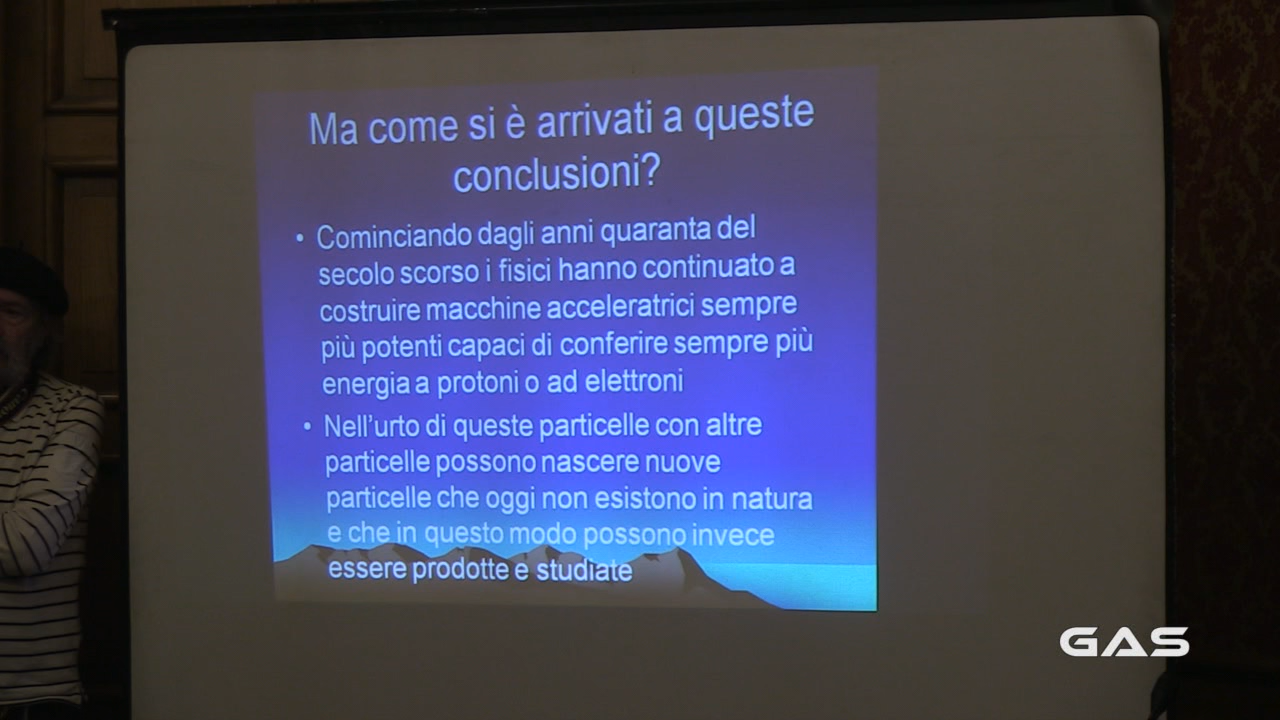 Ma come si è arrivati a queste
conclusioni?
• Cominciando dagli anni quaranta del
secolo scorso i fisici hanno continuato a
costruire macchine acceleratrici sempre
più potenti capaci di conferire sempre più
energia a protoni o ad elettroni
• Nell'urto di queste particelle con altre
particelle possono nascere nuove
particelle che oggi non esistono in natura
e che in questo modo possono invece
essere prodotte e studiate
GAS